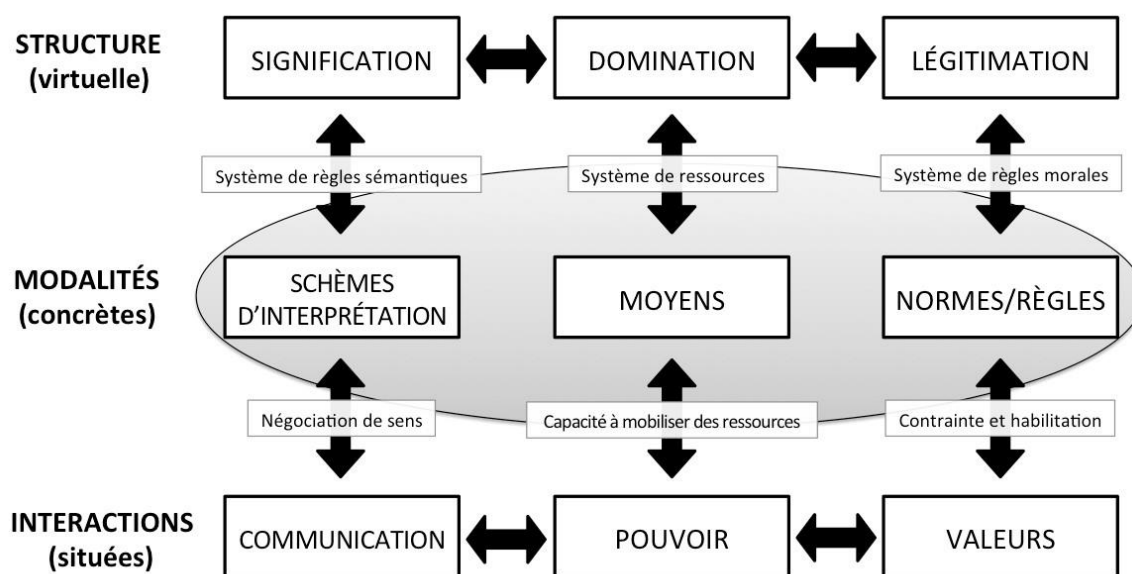 STRUCTURE
(virtuelle)
SIGNIFICATION
DOMINATION
LÉGITIMATION
Système de règles sémantiques
Système de ressources
Système de règles morales
MODALITÉS
(concrètes)
SCHÈMES
D’INTERPRÉTATION
MOYENS
NORMES/RÈGLES
Négociation de sens
Capacité à mobiliser des ressources
Contrainte et habilitation
INTERACTIONS
(situées)
COMMUNICATION
POUVOIR
VALEURS